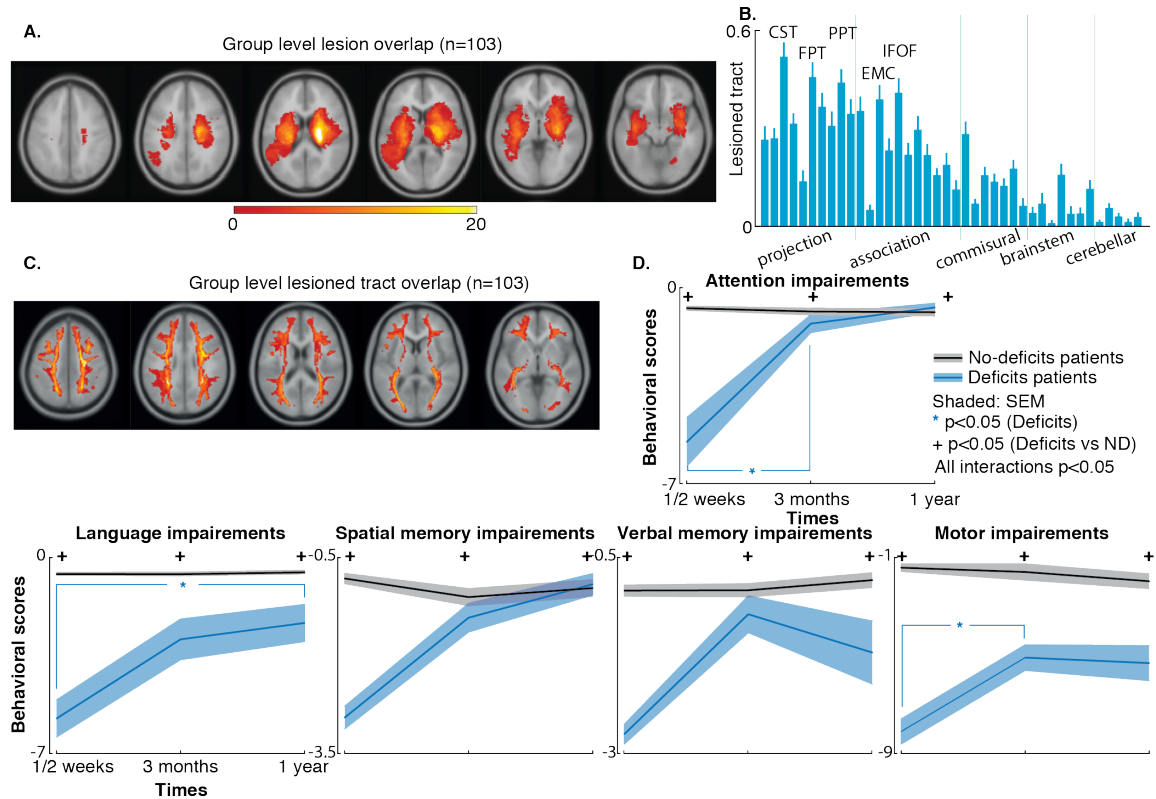 A.
Group level lesion overlap (n=103)
0
20
B.
0.6
CST
PPT
FPT
IFOF
EMC
Lesioned tract
0
projection
association
commisural
brainstem
cerebellar
C.
Group level lesioned tract overlap (n=103)
D.
Attention impairements
0
+ + +
Behavioral scores
*
-7
1/2 weeks 3 months 1 year
Times
No-deficits patients
Deficits patients
Shaded: SEM
* p<0.05 (Deficits)
+ p<0.05 (Deficits vs ND)
All interactions p<0.05
Language impairements
0
+ + +
*
Behavioral scores
-7
1/2 weeks 3 months 1 year
Times
Spatial memory impairements
-0.5
+ + +
-3.5
Verbal memory impairements
-0.5
+ + +
-3
Motor impairements
-1
+ + +
*
-9